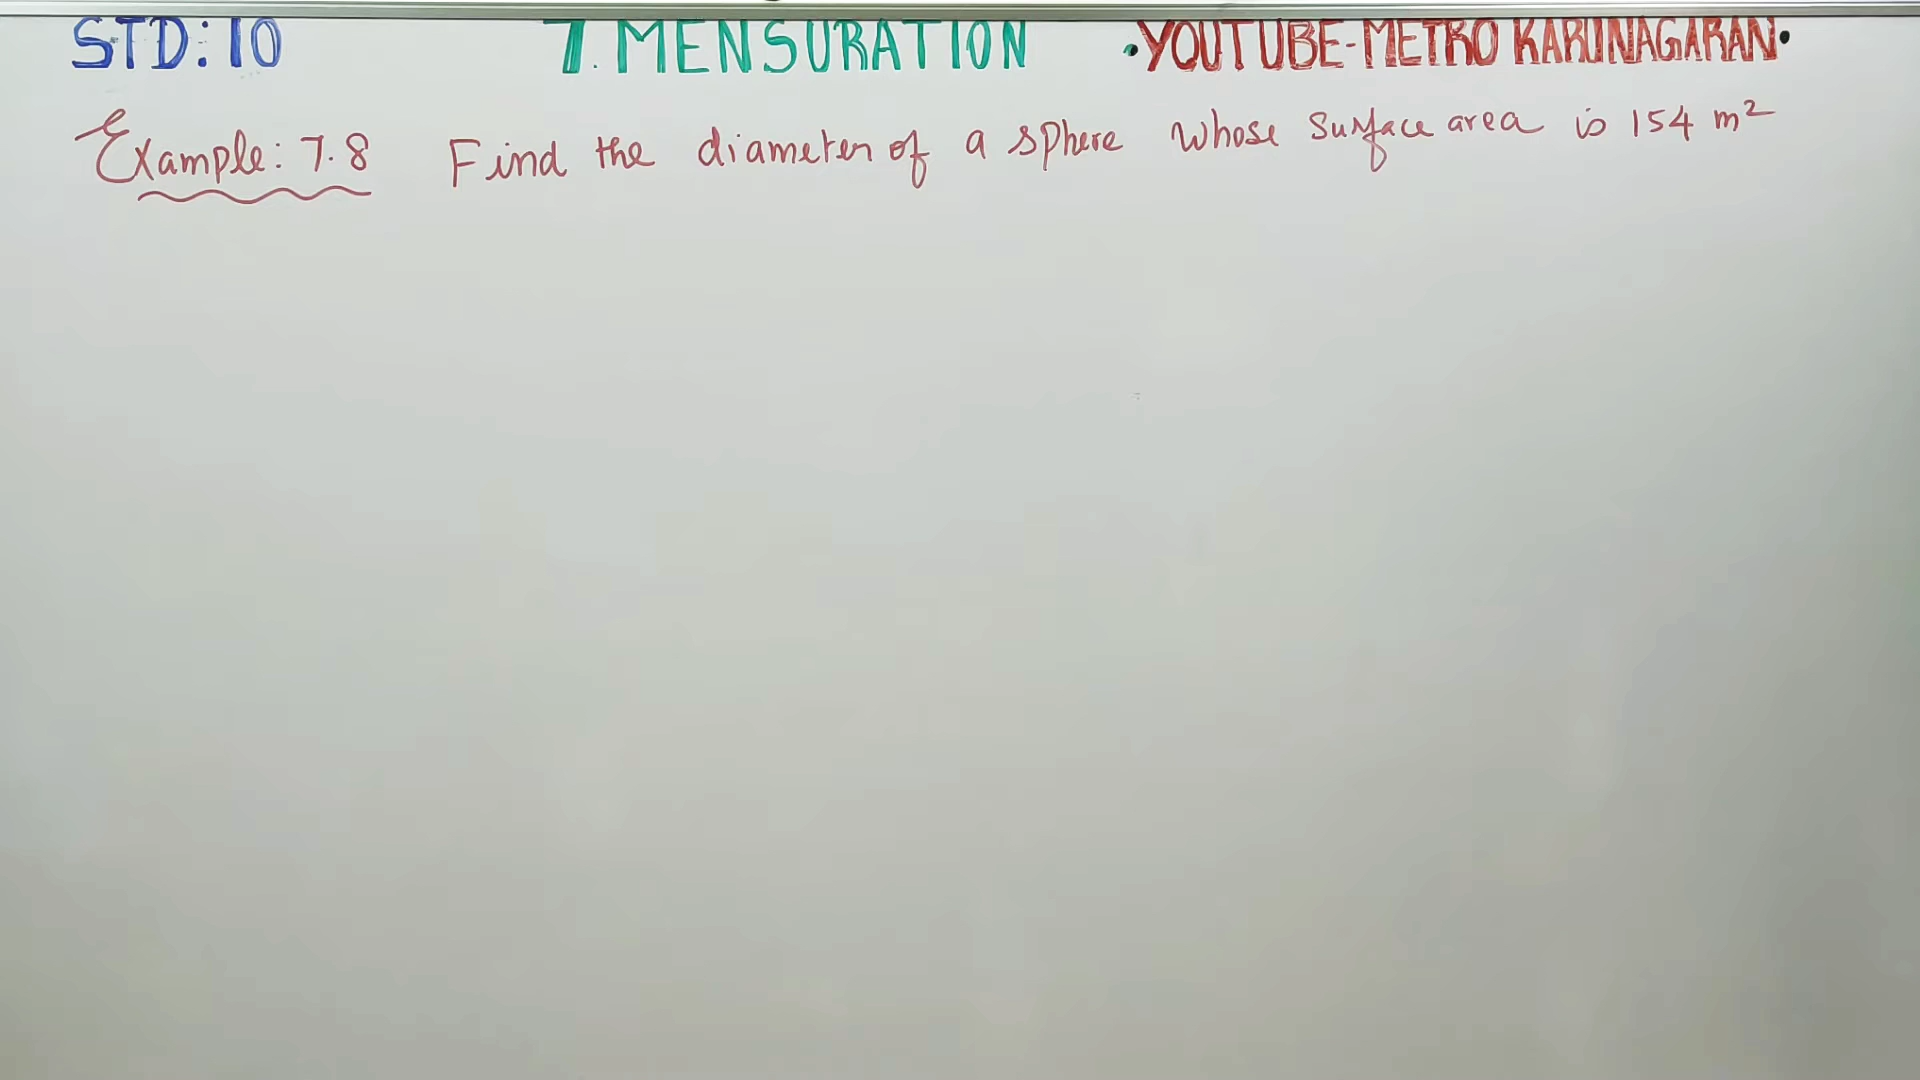 STD:10 7. MENSURATION •YOUTUBE-METRO KARUNAGARAN•
Example: 7.8 Find the diameter of a sphere whose surface area is 154 m²